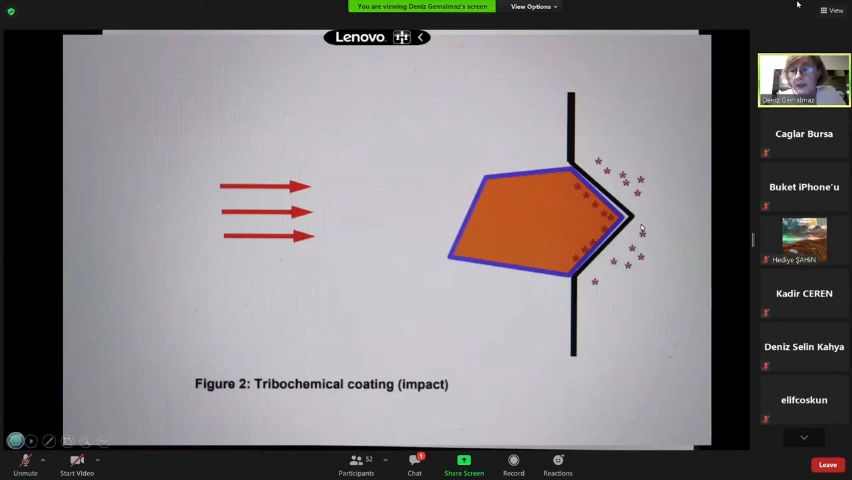 You are viewing Deniz Gemalmaz's screen
View Options
View
Lenovo
Deniz Gemalmaz
Caglar Bursa
Buket iPhone'u
Hediye ŞAHİN
Kadir CEREN
Deniz Selin Kahya
elifcoskun
Figure 2: Tribochemical coating (impact)
Unmute
Start Video
52
Participants
1
Chat
Share Screen
Record
Reactions
Leave